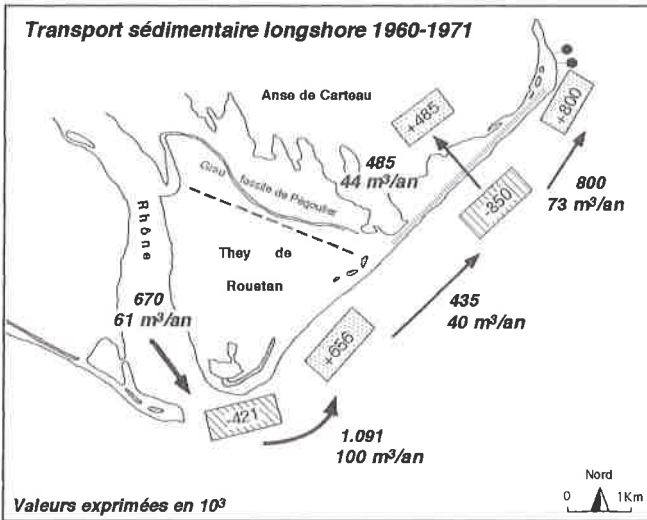 Transport sédimentaire longshore 1960-1971
Anse de Carteau
+485
+800
485
44 m³/an
Grau fossile de Pégoulier
-850
800
73 m³/an
Rhône
They de
Roustan
670
61 m³/an
435
40 m³/an
+656
-421
1.091
100 m³/an
Nord
0 1Km
Valeurs exprimées en 10³